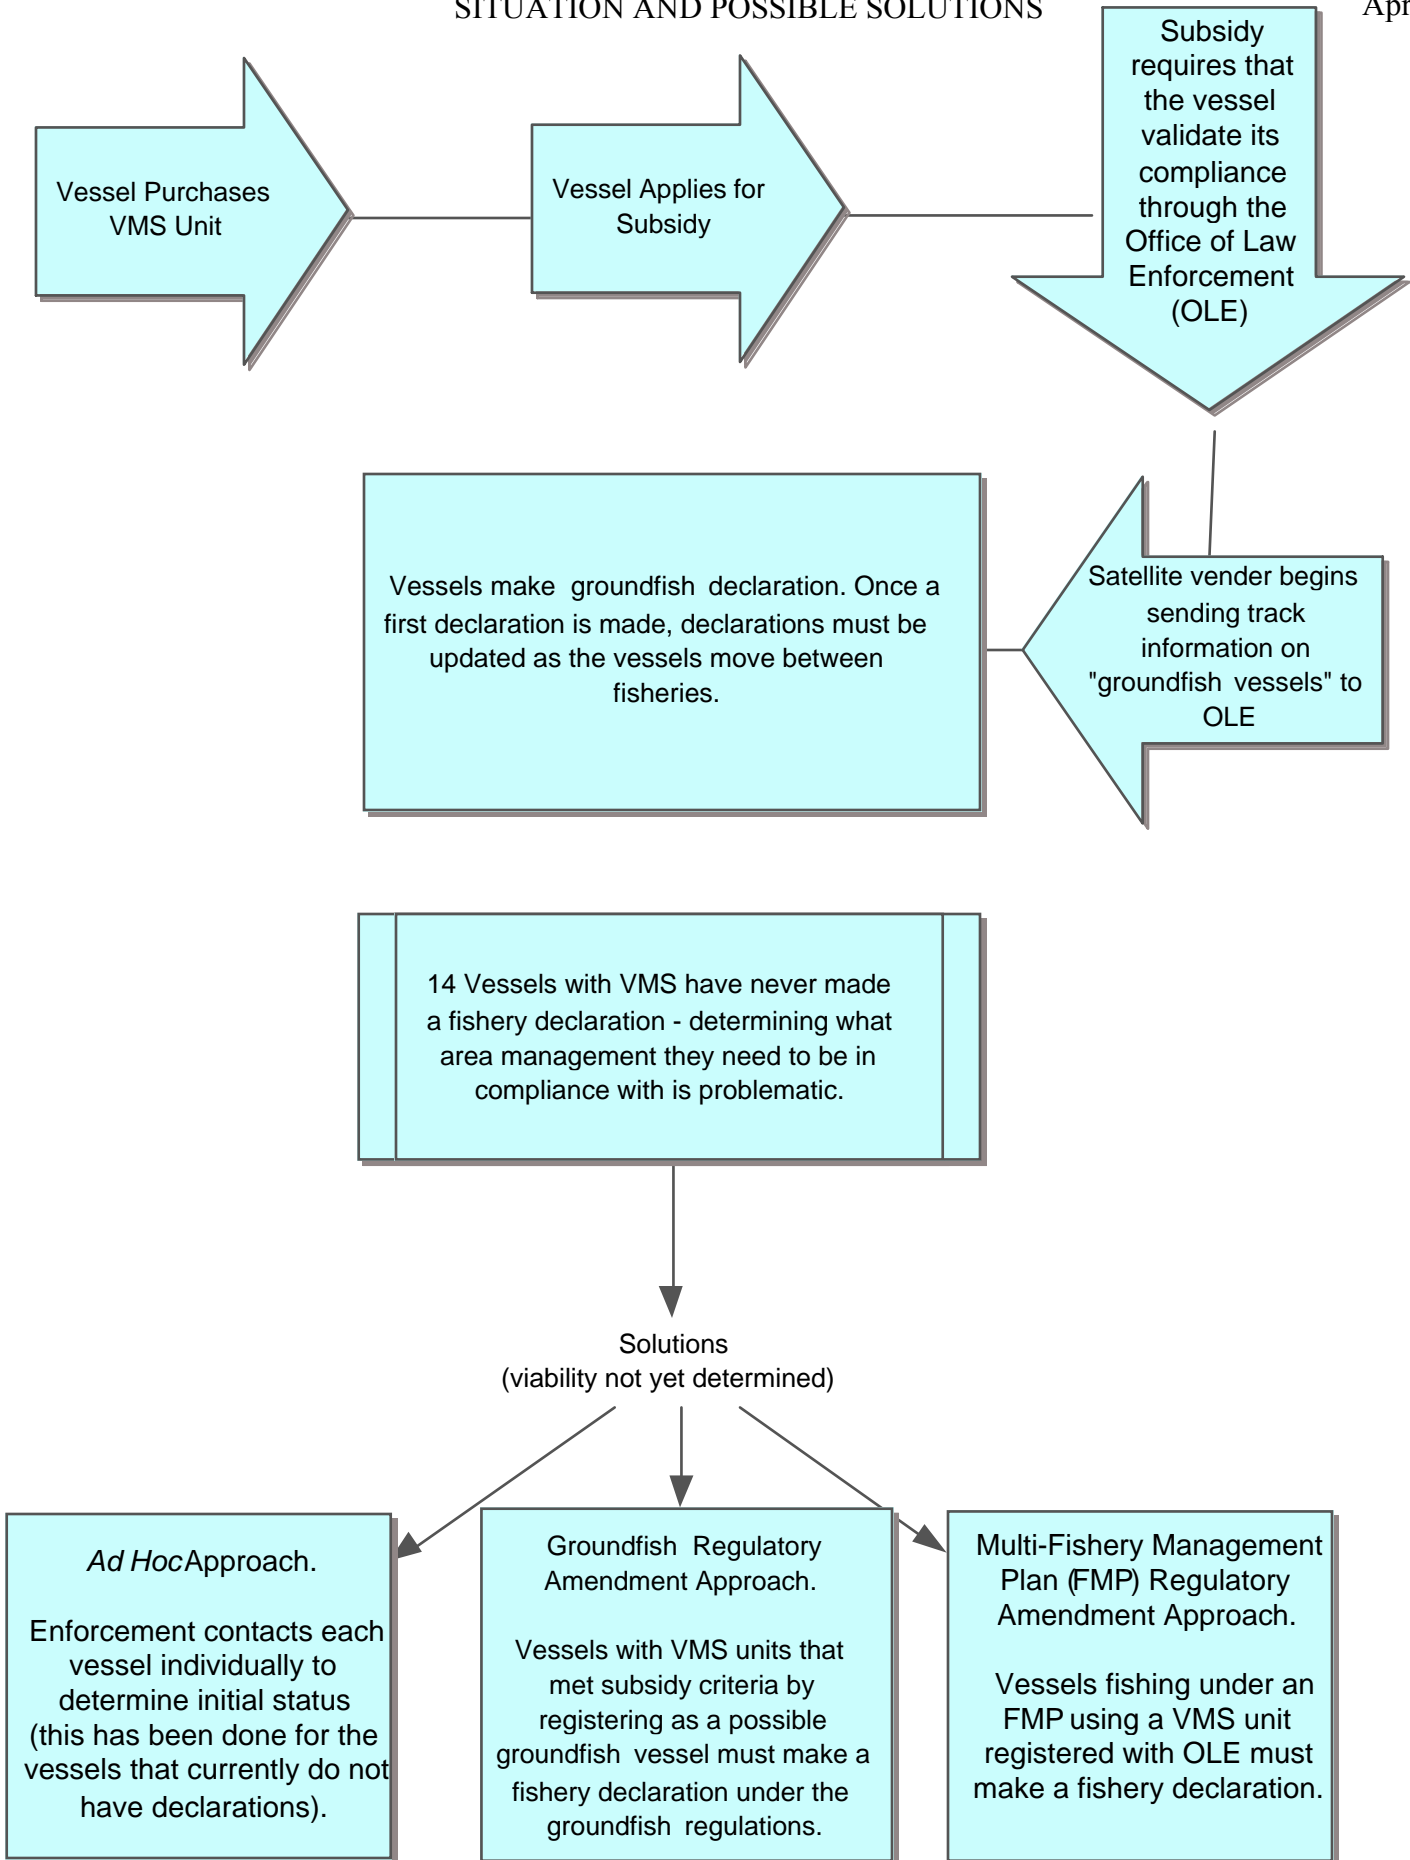 SITUATION AND POSSIBLE SOLUTIONS
Apr
Vessel Purchases
VMS Unit
Vessel Applies for
Subsidy
Subsidy
requires that
the vessel
validate its
compliance
through the
Office of Law
Enforcement
(OLE)
Satellite vender begins
sending track
information on
"groundfish vessels" to
OLE
Vessels make groundfish declaration. Once a
first declaration is made, declarations must be
updated as the vessels move between
fisheries.
14 Vessels with VMS have never made
a fishery declaration - determining what
area management they need to be in
compliance with is problematic.
Solutions
(viability not yet determined)
Ad Hoc Approach.
Enforcement contacts each
vessel individually to
determine initial status
(this has been done for the
vessels that currently do not
have declarations).
Groundfish Regulatory
Amendment Approach.
Vessels with VMS units that
met subsidy criteria by
registering as a possible
groundfish vessel must make a
fishery declaration under the
groundfish regulations.
Multi-Fishery Management
Plan (FMP) Regulatory
Amendment Approach.
Vessels fishing under an
FMP using a VMS unit
registered with OLE must
make a fishery declaration.